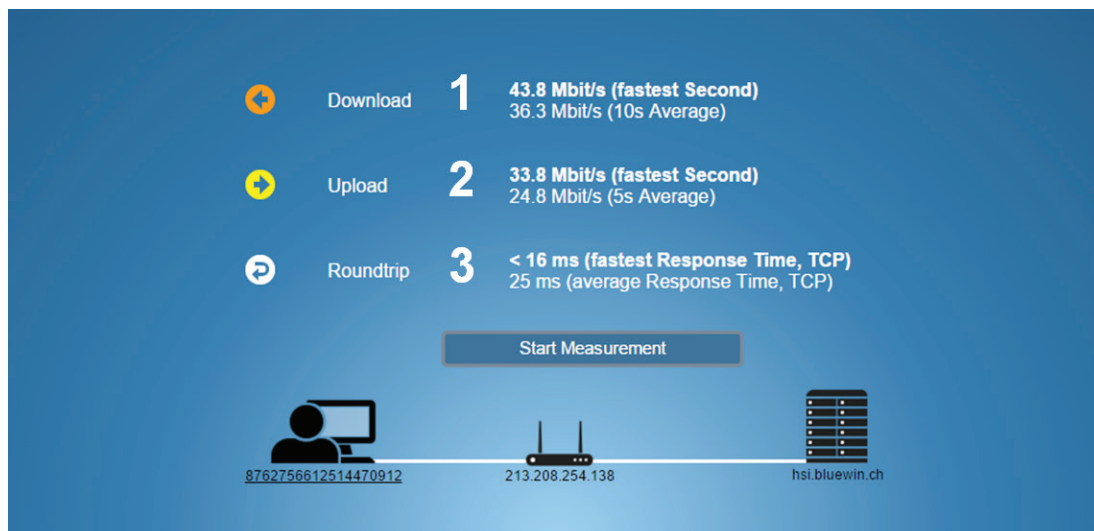 Download 1 43.8 Mbit/s (fastest Second)
36.3 Mbit/s (10s Average)
Upload 2 33.8 Mbit/s (fastest Second)
24.8 Mbit/s (5s Average)
Roundtrip 3 < 16 ms (fastest Response Time, TCP)
25 ms (average Response Time, TCP)
Start Measurement
8762756612514470912 213.208.254.138 hsi.bluewin.ch